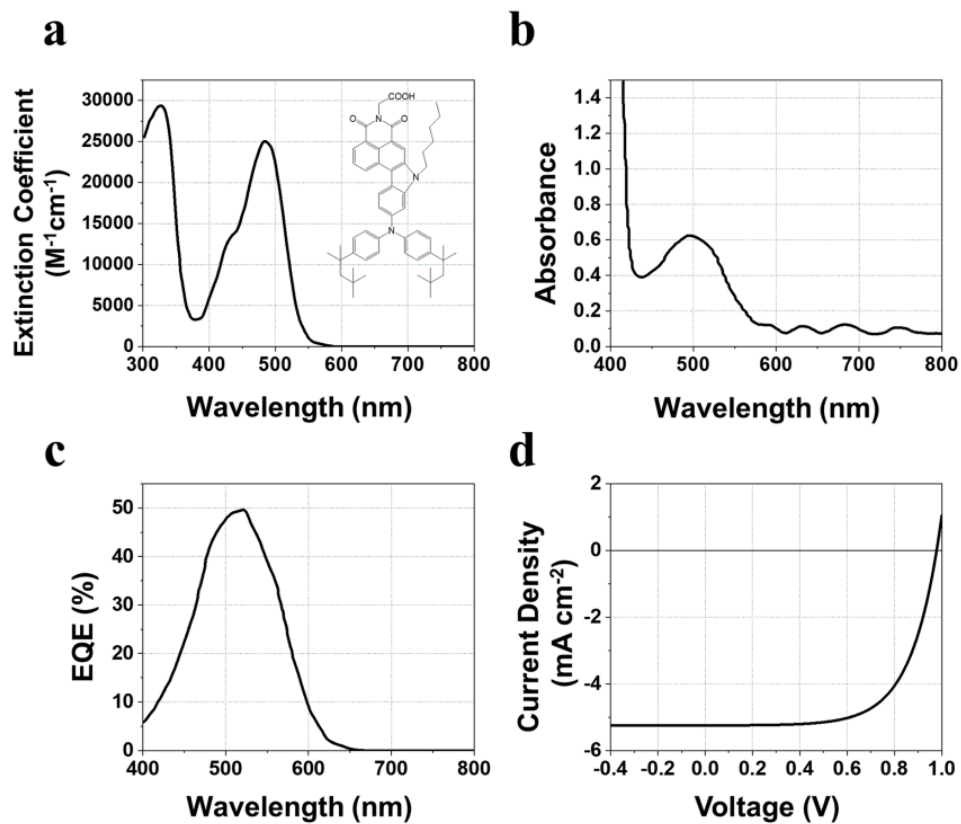 a
Extinction Coefficient
(M⁻¹cm⁻¹)
30000
25000
20000
15000
10000
5000
0
300 400 500 600 700 800
Wavelength (nm)
COOH
O N O
N
N
b
Absorbance
1.4
1.2
1.0
0.8
0.6
0.4
0.2
0.0
400 500 600 700 800
Wavelength (nm)
c
EQE (%)
50
40
30
20
10
0
400 500 600 700 800
Wavelength (nm)
d
Current Density
(mA cm⁻²)
2
0
-2
-4
-6
-0.4 -0.2 0.0 0.2 0.4 0.6 0.8 1.0
Voltage (V)